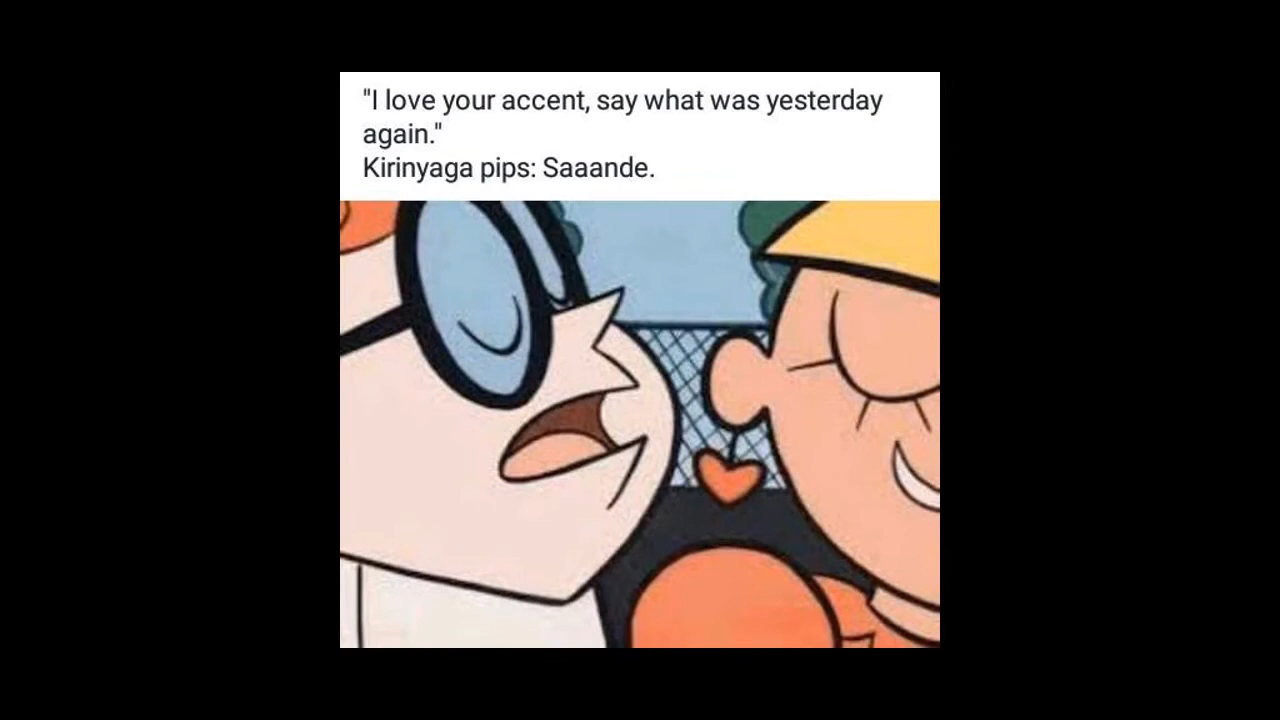 "I love your accent, say what was yesterday
again."
Kirinyaga pips: Saaande.